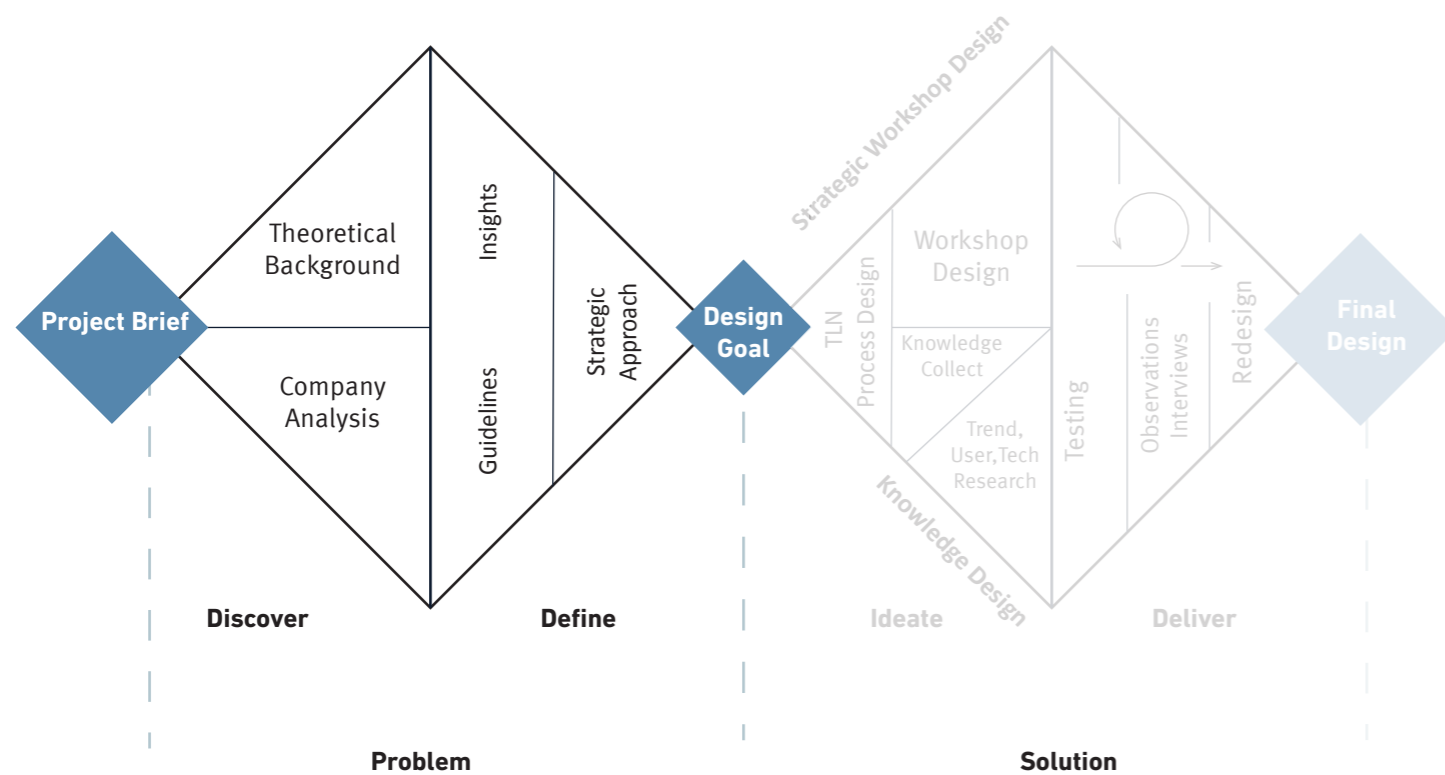 Project Brief
Theoretical
Background
Company
Analysis
Insights
Guidelines
Strategic
Approach
Discover
Define
Design
Goal
Strategic Workshop Design
TLN
Process Design
Workshop
Design
Knowledge
Collect
Trend,
User,Tech
Research
Knowledge Design
Testing
Observations
Interviews
Redesign
Ideate
Deliver
Final
Design
Problem
Solution